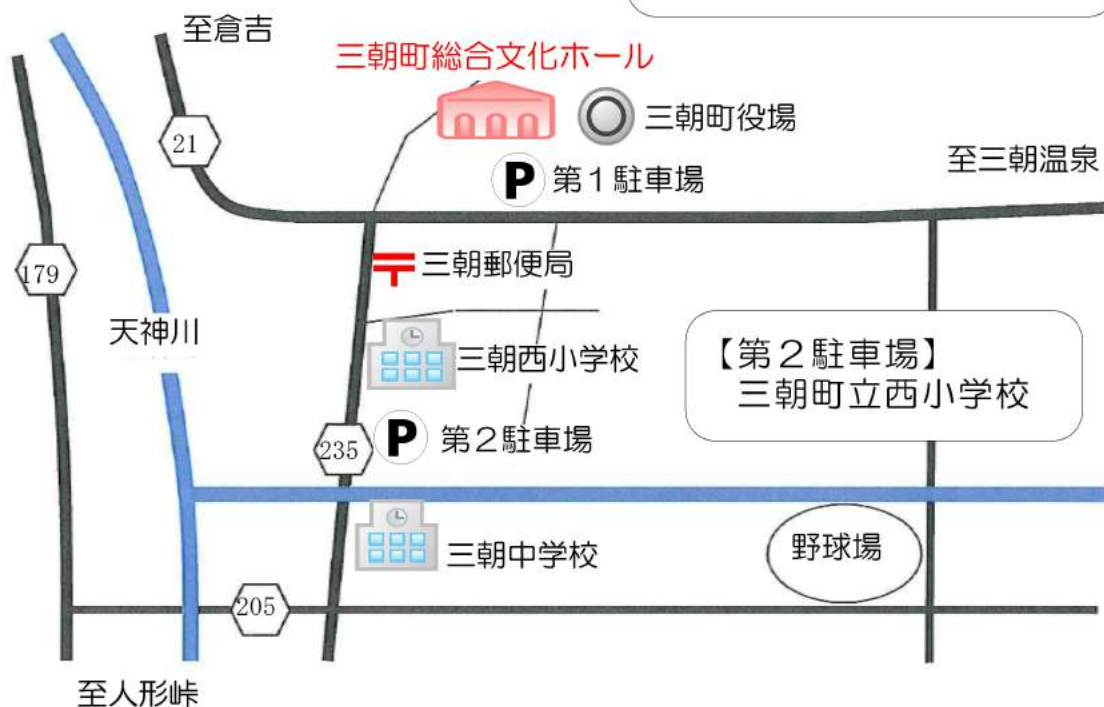 至倉吉
三朝町総合文化ホール
三朝町役場
21
至三朝温泉
第1駐車場
P
179
三朝郵便局
天神川
三朝西小学校
【第2駐車場】
三朝町立西小学校
235
P
第2駐車場
三朝中学校
野球場
205
至人形峠